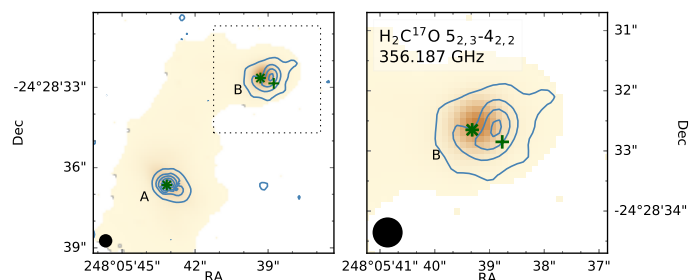 H₂C¹⁷O 5₂,₃-4₂,₂
356.187 GHz
31"
-24°28'33"
B
32"
Dec
Dec
B
33"
36"
A
-24°28'34"
39"
248°05'45"
42"
39"
248°05'41"
40"
39"
38"
37"
RA
RA